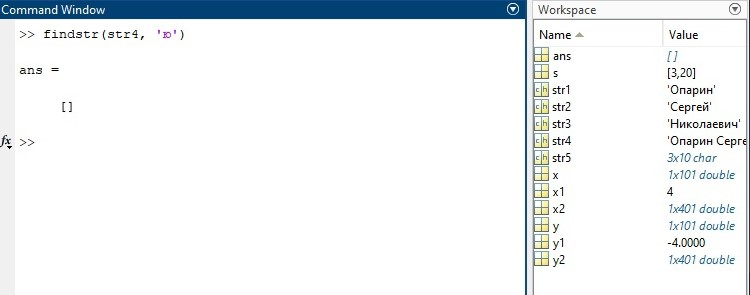 Command Window
>> findstr(str4, 'ю')
ans =
[]
fx >>
Workspace
Name Value
ans []
s [3,20]
str1 'Опарин'
str2 'Сергей'
str3 'Николаевич'
str4 'Опарин Серге
str5 3x10 char
x 1x101 double
x1 4
x2 1x401 double
y 1x101 double
y1 -4.0000
y2 1x401 double